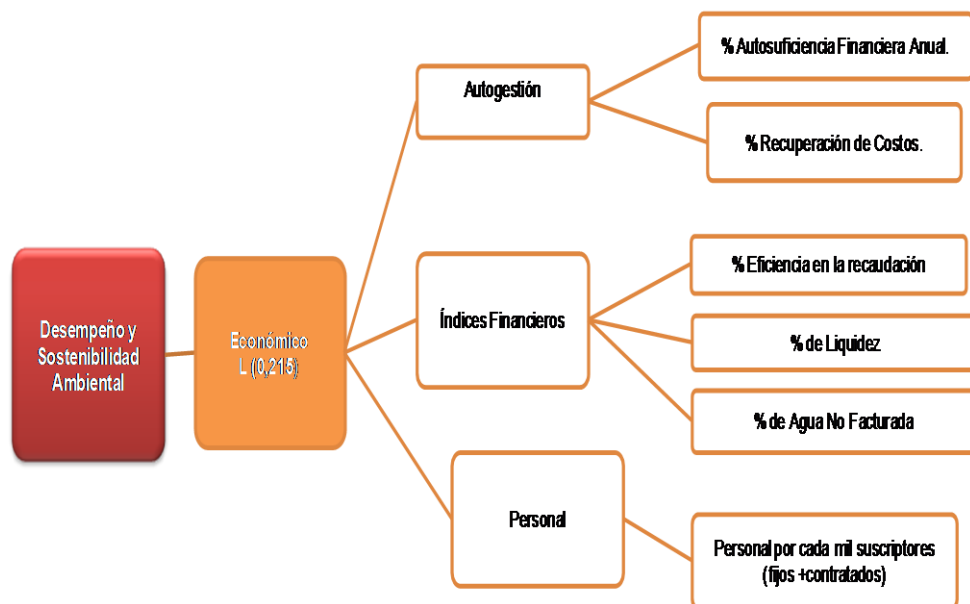 Desempeño y
Sostenibilidad
Ambiental
Económico
L (0,215)
Autogestión
% Autosuficiencia Financiera Anual.
% Recuperación de Costos.
Índices Financieros
% Eficiencia en la recaudación
% de Liquidez
% de Agua No Facturada
Personal
Personal por cada mil suscriptores
(fijos +contratados)